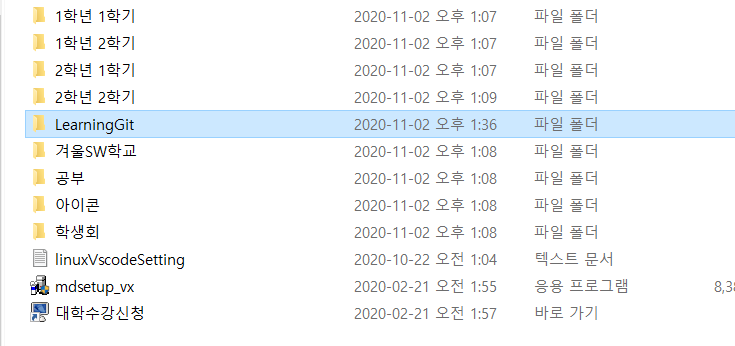 1학년 1학기 2020-11-02 오후 1:07 파일 폴더
1학년 2학기 2020-11-02 오후 1:07 파일 폴더
2학년 1학기 2020-11-02 오후 1:07 파일 폴더
2학년 2학기 2020-11-02 오후 1:09 파일 폴더
LearningGit 2020-11-02 오후 1:36 파일 폴더
겨울SW학교 2020-11-02 오후 1:08 파일 폴더
공부 2020-11-02 오후 1:08 파일 폴더
아이콘 2020-11-02 오후 1:08 파일 폴더
학생회 2020-11-02 오후 1:08 파일 폴더
linuxVscodeSetting 2020-10-22 오전 1:04 텍스트 문서
mdsetup_vx 2020-02-21 오전 1:55 응용 프로그램 8,38
대학수강신청 2020-02-21 오전 1:57 바로 가기